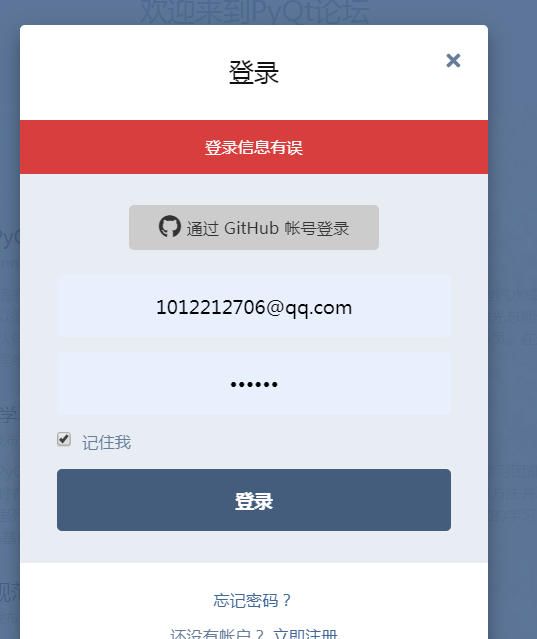 欢迎来到PyQt论坛
登录
登录信息有误
通过 GitHub 帐号登录
1012212706@qq.com
••••••
记住我
登录
忘记密码？
还没有帐户？ 立即注册